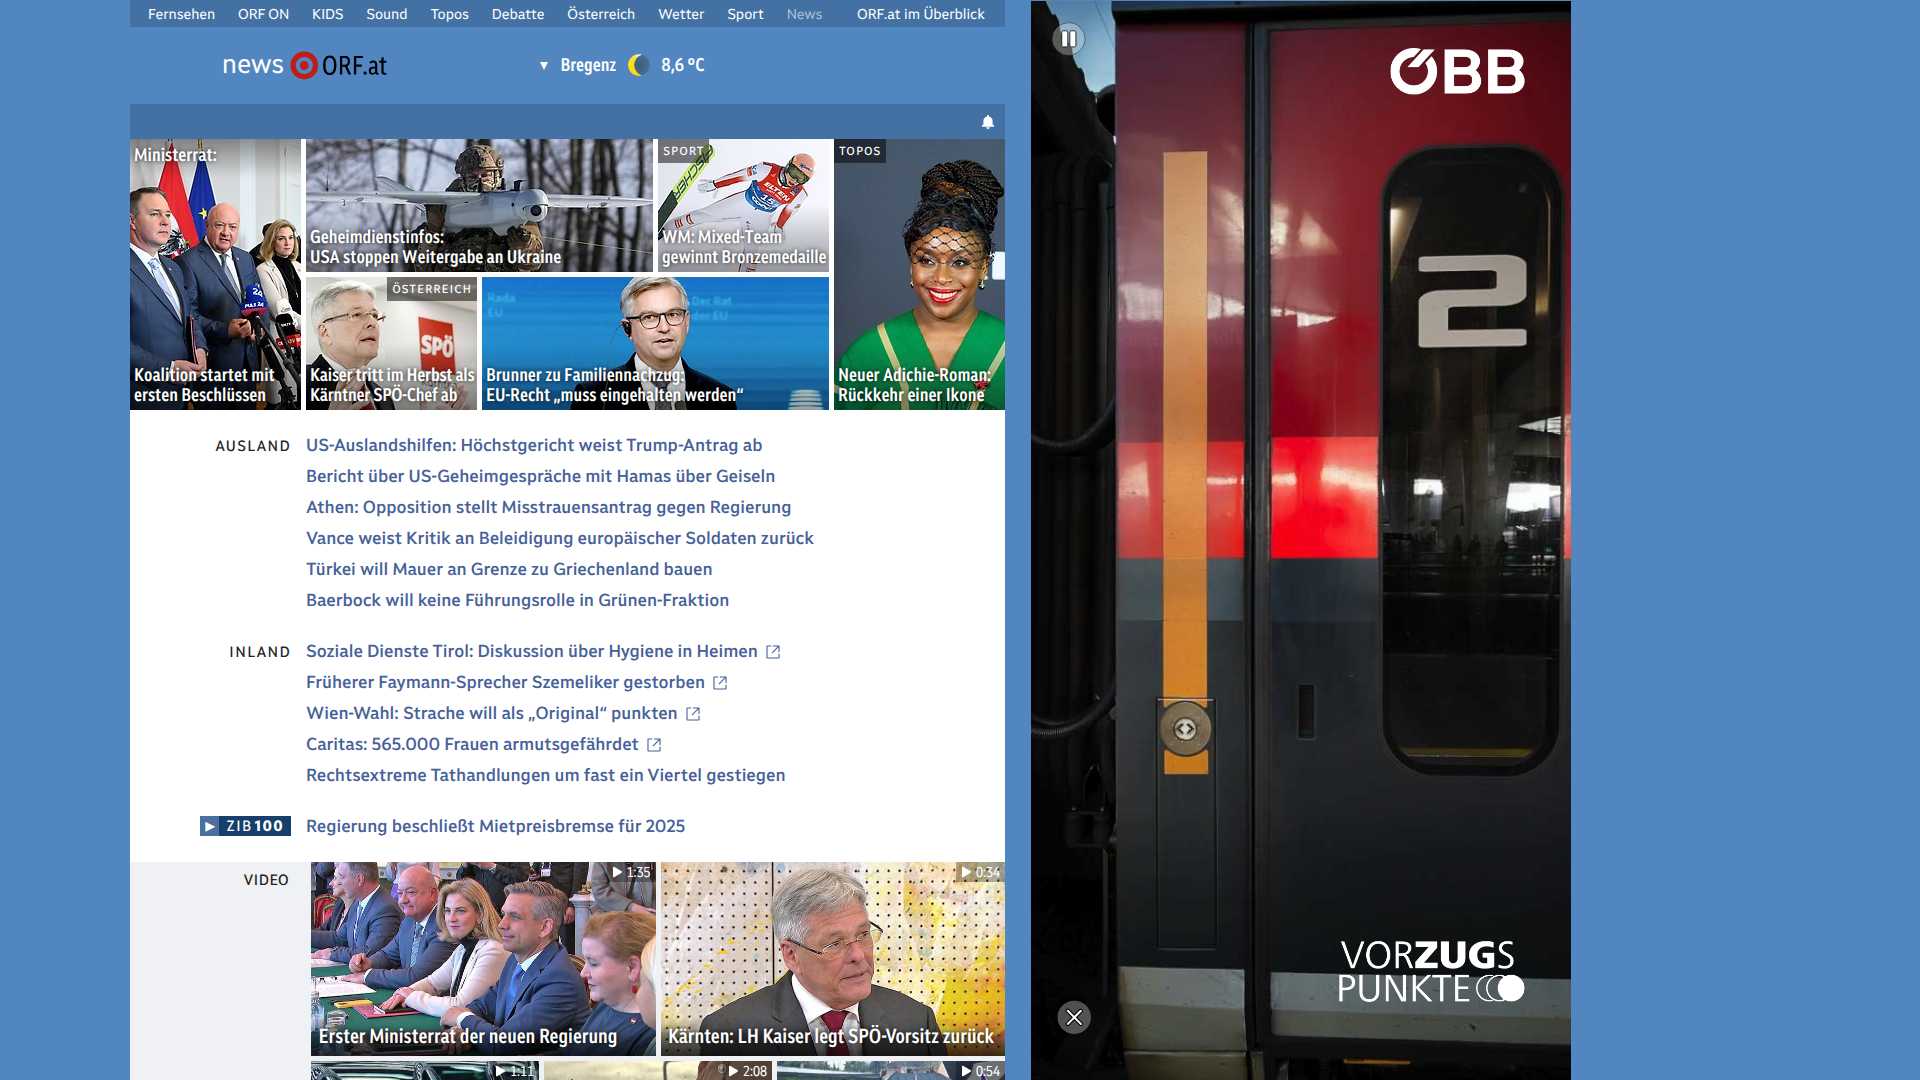 Fernsehen ORF ON KIDS Sound Topos Debatte Österreich Wetter Sport News ORF.at im Überblick
news ORF.at
▼ Bregenz 8,6 °C
Ministerrat:
Koalition startet mit
ersten Beschlüssen
Geheimdienstinfos:
USA stoppen Weitergabe an Ukraine
SPORT
WM: Mixed-Team
gewinnt Bronzemedaille
TOPOS
Neuer Adichie-Roman:
Rückkehr einer Ikone
ÖSTERREICH
SPÖ
Kaiser tritt im Herbst als
Kärntner SPÖ-Chef ab
Brunner zu Familiennachzug:
EU-Recht „muss eingehalten werden“
AUSLAND
US-Auslandshilfen: Höchstgericht weist Trump-Antrag ab
Bericht über US-Geheimgespräche mit Hamas über Geiseln
Athen: Opposition stellt Misstrauensantrag gegen Regierung
Vance weist Kritik an Beleidigung europäischer Soldaten zurück
Türkei will Mauer an Grenze zu Griechenland bauen
Baerbock will keine Führungsrolle in Grünen-Fraktion
INLAND
Soziale Dienste Tirol: Diskussion über Hygiene in Heimen
Früherer Faymann-Sprecher Szemeliker gestorben
Wien-Wahl: Strache will als „Original“ punkten
Caritas: 565.000 Frauen armutsgefährdet
Rechtsextreme Tathandlungen um fast ein Viertel gestiegen
ZIB100
Regierung beschließt Mietpreisbremse für 2025
VIDEO
1:35
Erster Ministerrat der neuen Regierung
0:34
Kärnten: LH Kaiser legt SPÖ-Vorsitz zurück
1:11
2:08
0:54
ÖBB
2
VORZUGS
PUNKTE